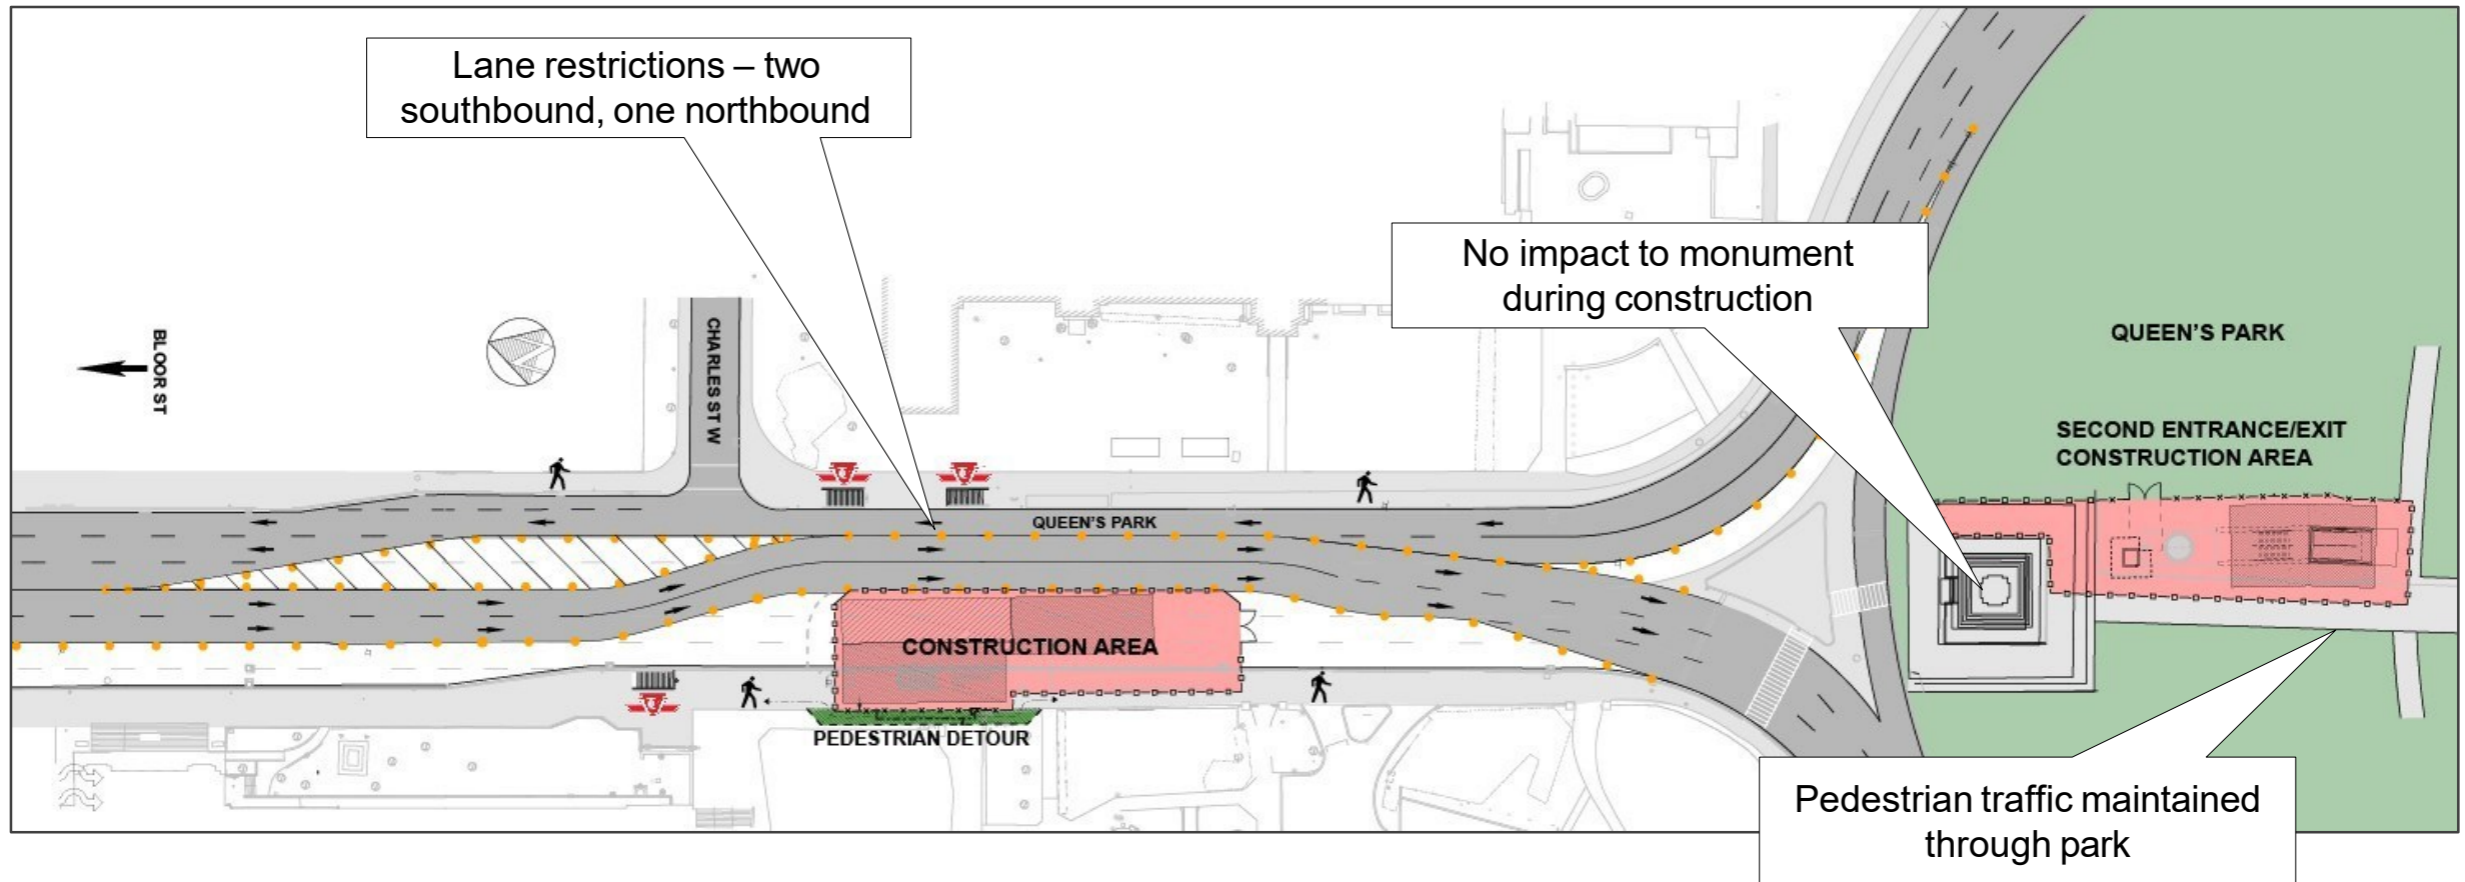 Lane restrictions – two
southbound, one northbound
No impact to monument
during construction
BLOOR ST
CHARLES ST W
QUEEN'S PARK
SECOND ENTRANCE/EXIT
CONSTRUCTION AREA
QUEEN'S PARK
CONSTRUCTION AREA
PEDESTRIAN DETOUR
Pedestrian traffic maintained
through park